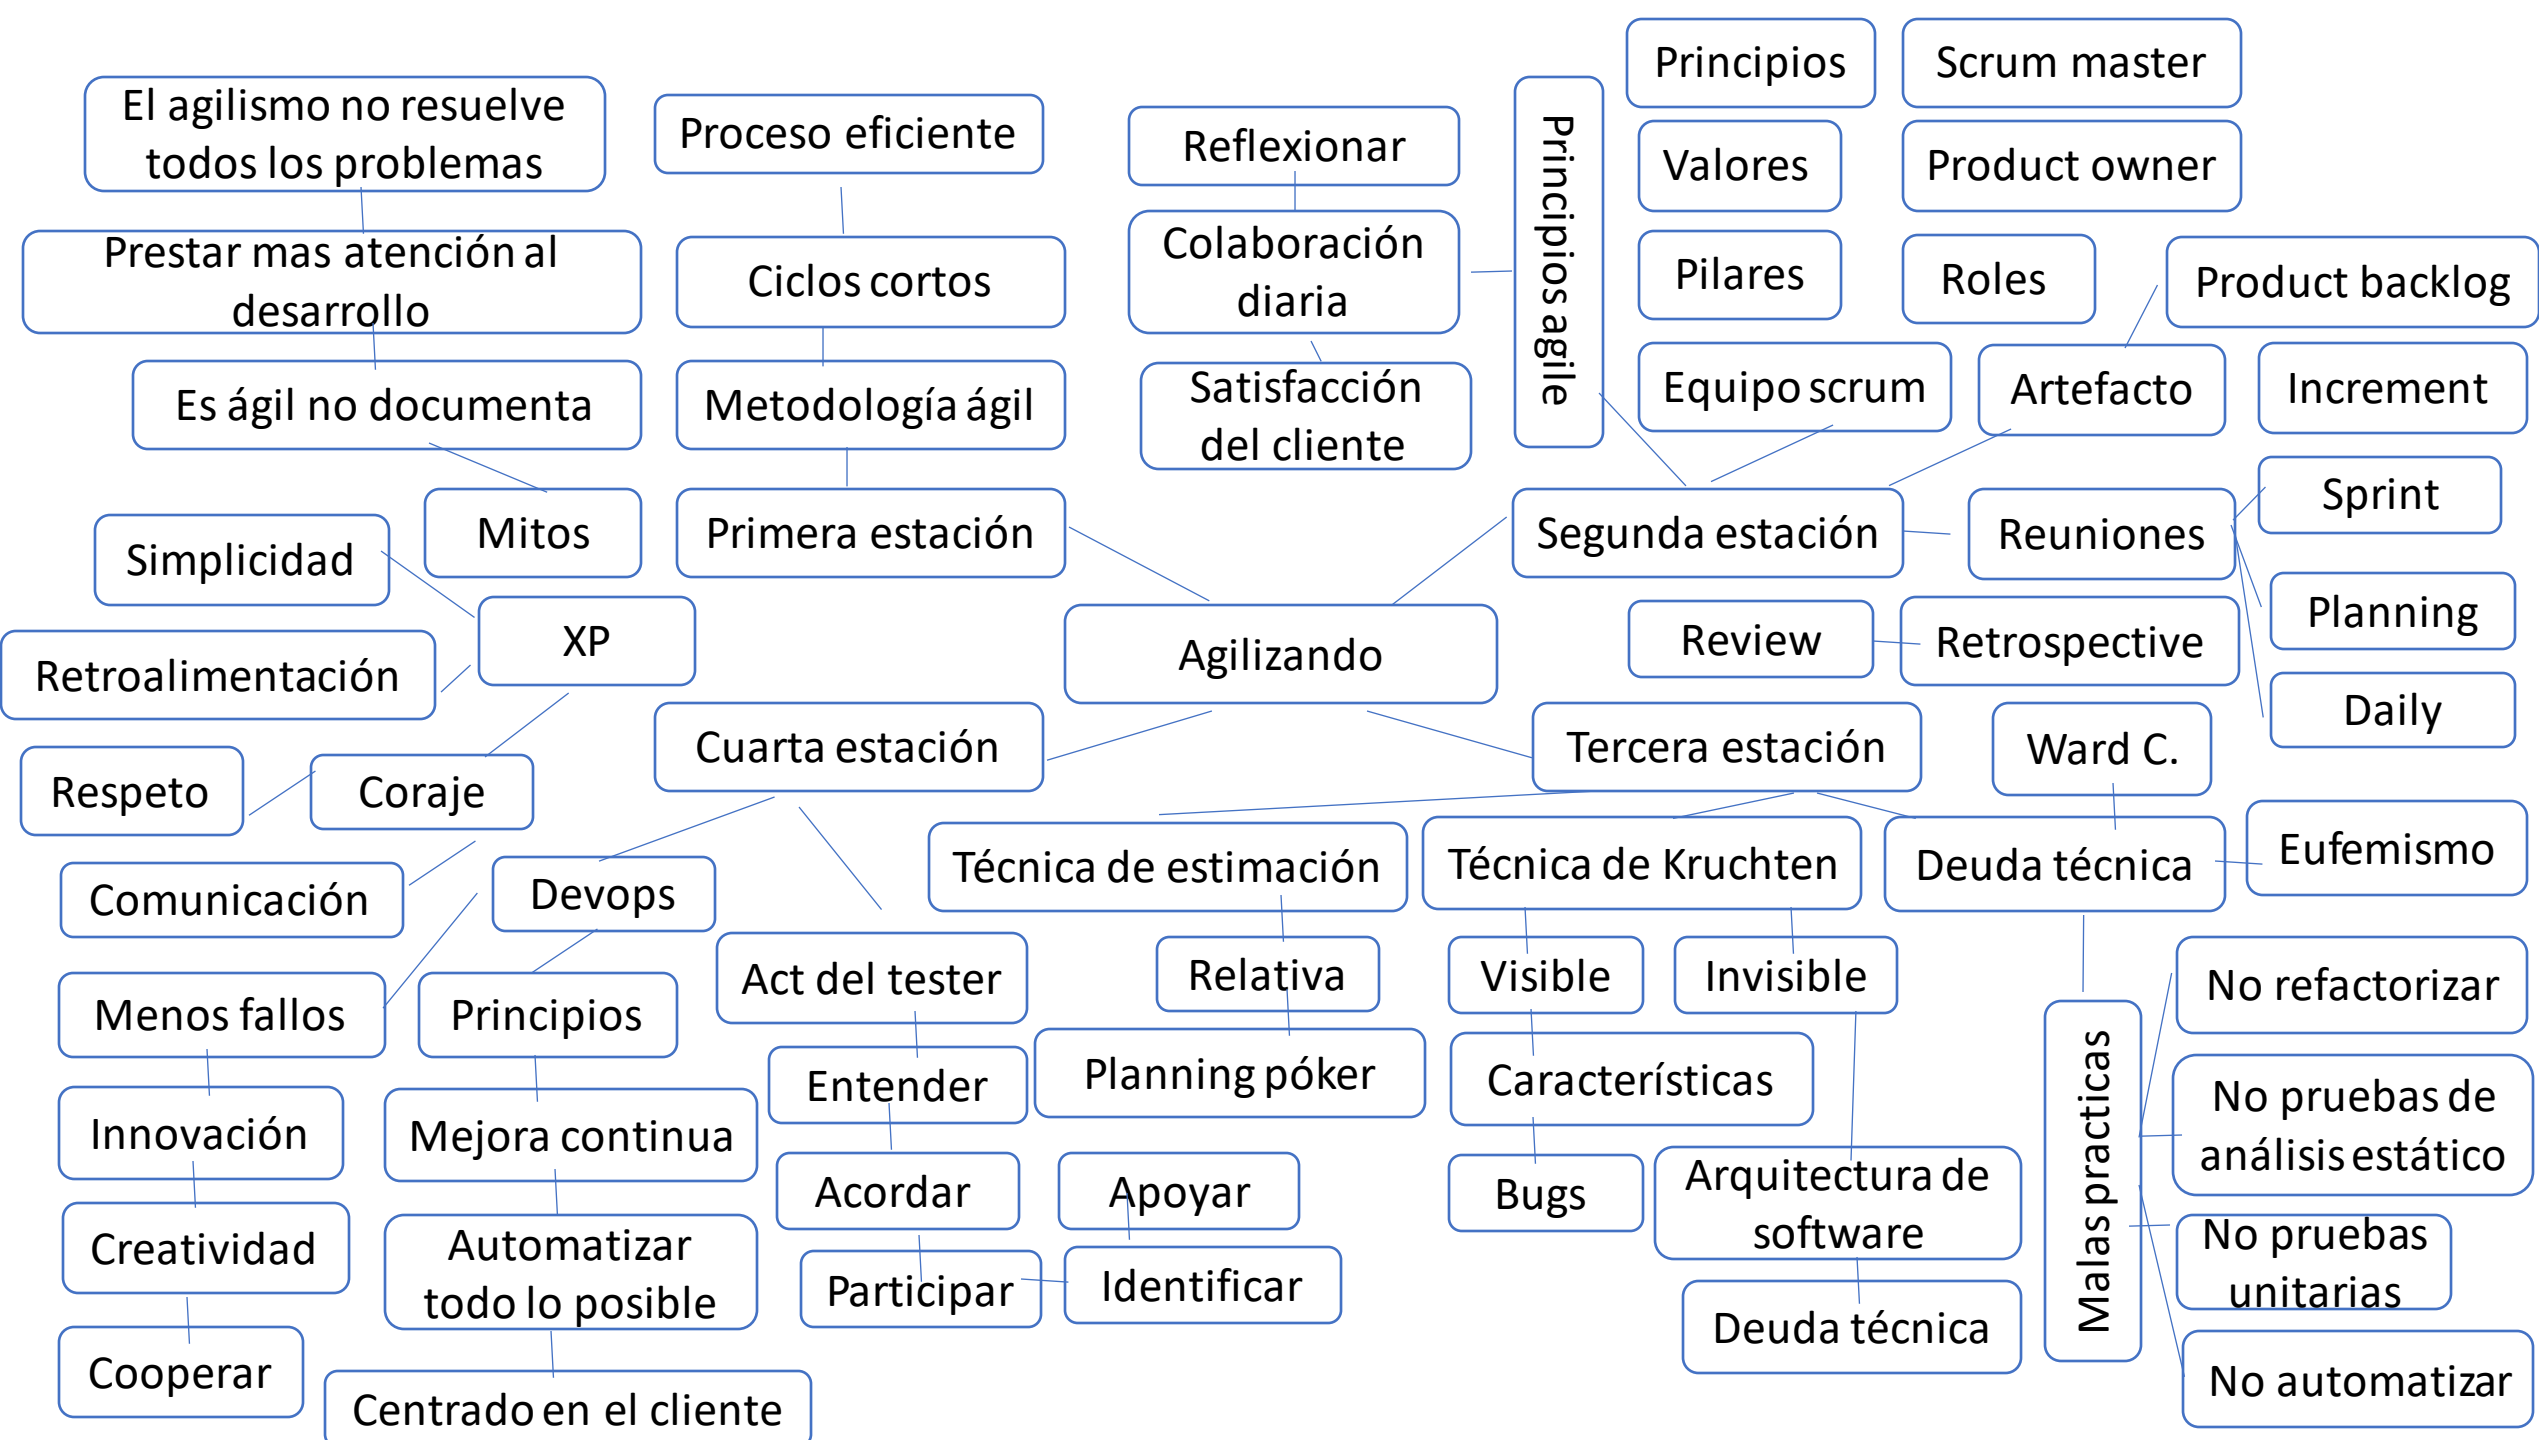 Principios
Scrum master
El agilismo no resuelve
todos los problemas
Proceso eficiente
Reflexionar
Principios agile
Valores
Product owner
Prestar mas atención al
desarrollo
Ciclos cortos
Colaboración
diaria
Pilares
Roles
Product backlog
Es ágil no documenta
Metodología ágil
Satisfacción
del cliente
Equipo scrum
Artefacto
Increment
Simplicidad
Mitos
Primera estación
Segunda estación
Reuniones
Sprint
Planning
Retroalimentación
XP
Agilizando
Review
Retrospective
Daily
Respeto
Coraje
Cuarta estación
Tercera estación
Ward C.
Comunicación
Devops
Técnica de estimación
Técnica de Kruchten
Deuda técnica
Eufemismo
Menos fallos
Principios
Act del tester
Relativa
Visible
Invisible
No refactorizar
Entender
Planning póker
Características
Malas practicas
No pruebas de
análisis estático
Innovación
Mejora continua
Acordar
Apoyar
Bugs
Arquitectura de
software
No pruebas
unitarias
Creatividad
Automatizar
todo lo posible
Participar
Identificar
Deuda técnica
No automatizar
Cooperar
Centrado en el cliente